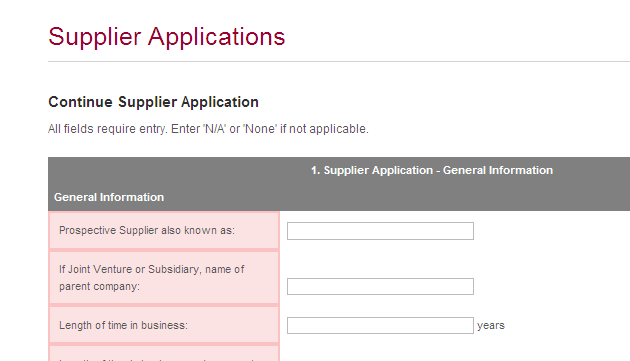 Supplier Applications
Continue Supplier Application
All fields require entry. Enter 'N/A' or 'None' if not applicable.
1. Supplier Application - General Information
General Information
Prospective Supplier also known as:
If Joint Venture or Subsidiary, name of
parent company:
Length of time in business:
years